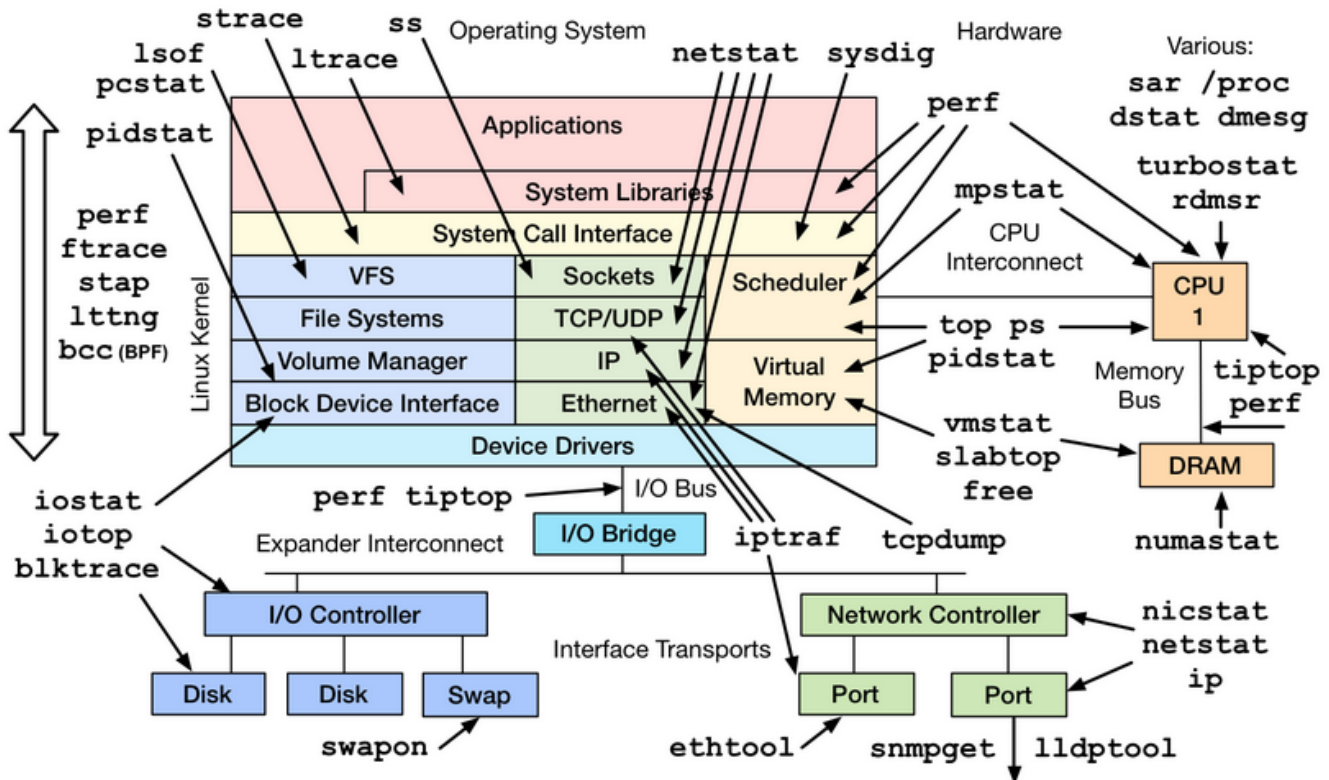 strace
ss
Operating System
Hardware
Various:
lsof
pcstat
ltrace
netstat
sysdig
sar /proc
dstat dmesg
perf
pidstat
Applications
turbostat
rdmsr
System Libraries
mpstat
perf
ftrace
stap
lttng
bcc (BPF)
Linux Kernel
System Call Interface
CPU
Interconnect
VFS
Sockets
Scheduler
CPU
1
File Systems
TCP/UDP
top ps
pidstat
Volume Manager
IP
Virtual
Memory
Memory
Bus
tiptop
perf
Block Device Interface
Ethernet
vmstat
slabtop
free
Device Drivers
DRAM
iostat
iotop
blktrace
perf tiptop
I/O Bus
I/O Bridge
iptraf
tcpdump
numastat
Expander Interconnect
I/O Controller
Network Controller
nicstat
netstat
ip
Interface Transports
Disk
Disk
Swap
Port
Port
swapon
ethtool
snmpget
lldptool